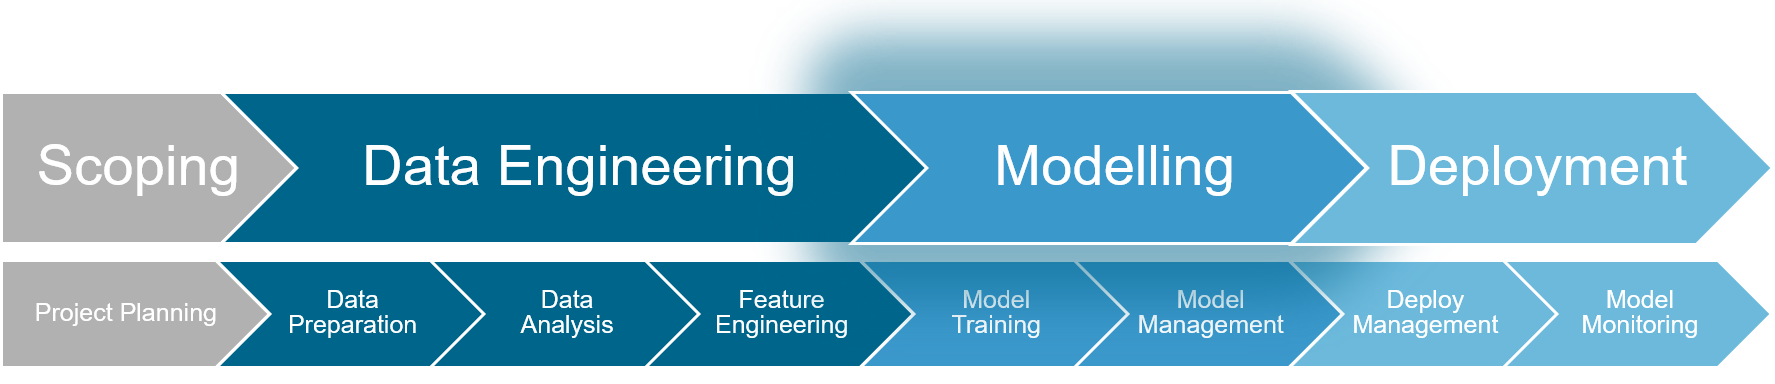 Scoping
Data Engineering
Modelling
Deployment
Project Planning
Data
Preparation
Data
Analysis
Feature
Engineering
Model
Training
Model
Management
Deploy
Management
Model
Monitoring